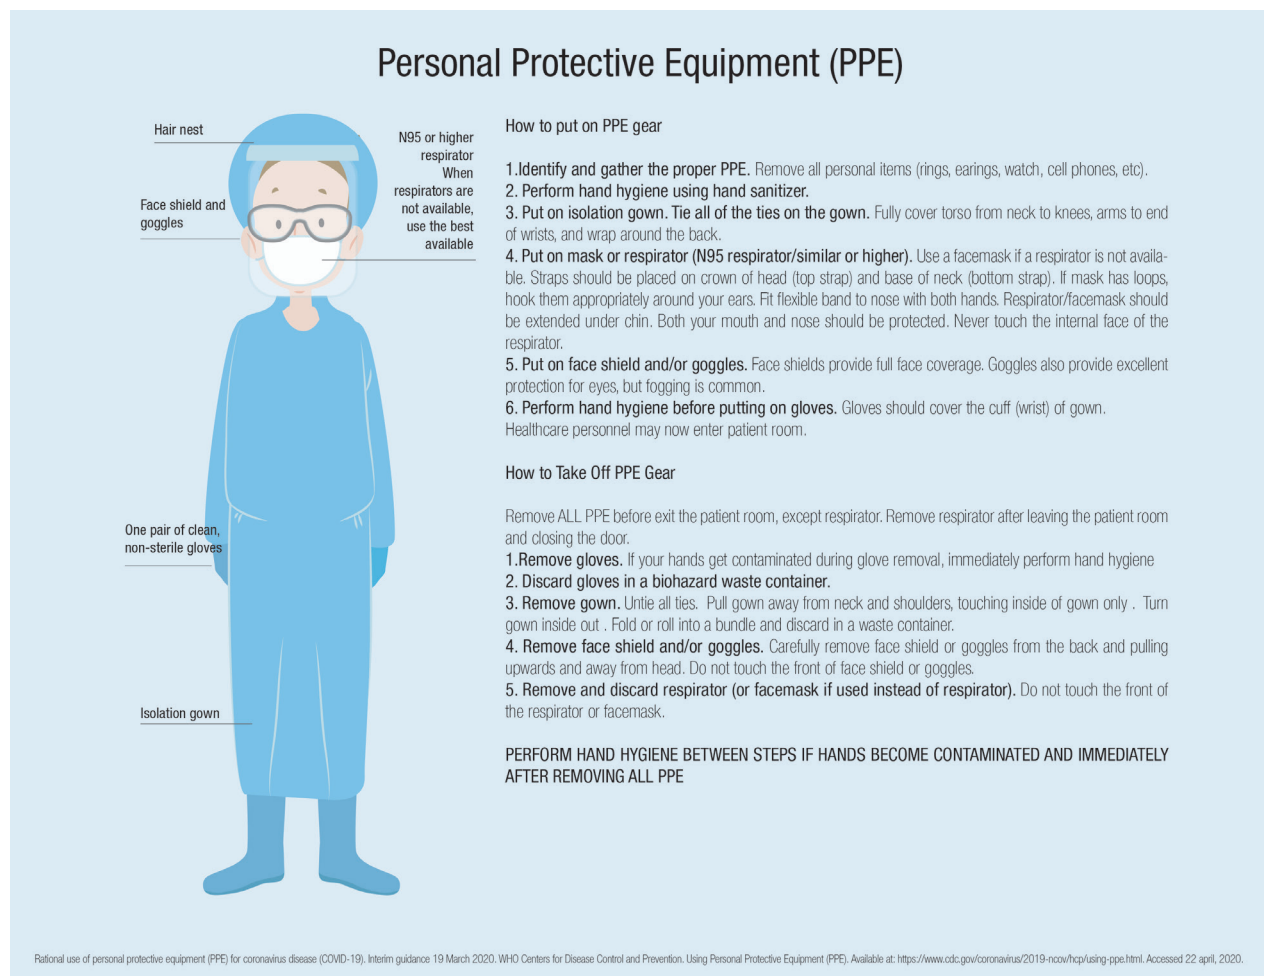 Personal Protective Equipment (PPE)
Hair nest
Face shield and
goggles
N95 or higher
respirator
When
respirators are
not available,
use the best
available
One pair of clean,
non-sterile gloves
Isolation gown
How to put on PPE gear
1.Identify and gather the proper PPE. Remove all personal items (rings, earings, watch, cell phones, etc).
2. Perform hand hygiene using hand sanitizer.
3. Put on isolation gown. Tie all of the ties on the gown. Fully cover torso from neck to knees, arms to end
of wrists, and wrap around the back.
4. Put on mask or respirator (N95 respirator/similar or higher). Use a facemask if a respirator is not availa-
ble. Straps should be placed on crown of head (top strap) and base of neck (bottom strap). If mask has loops,
hook them appropriately around your ears. Fit flexible band to nose with both hands. Respirator/facemask should
be extended under chin. Both your mouth and nose should be protected. Never touch the internal face of the
respirator.
5. Put on face shield and/or goggles. Face shields provide full face coverage. Goggles also provide excellent
protection for eyes, but fogging is common.
6. Perform hand hygiene before putting on gloves. Gloves should cover the cuff (wrist) of gown.
Healthcare personnel may now enter patient room.
How to Take Off PPE Gear
Remove ALL PPE before exit the patient room, except respirator. Remove respirator after leaving the patient room
and closing the door.
1.Remove gloves. If your hands get contaminated during glove removal, immediately perform hand hygiene
2. Discard gloves in a biohazard waste container.
3. Remove gown. Untie all ties. Pull gown away from neck and shoulders, touching inside of gown only . Turn
gown inside out . Fold or roll into a bundle and discard in a waste container.
4. Remove face shield and/or goggles. Carefully remove face shield or goggles from the back and pulling
upwards and away from head. Do not touch the front of face shield or goggles.
5. Remove and discard respirator (or facemask if used instead of respirator). Do not touch the front of
the respirator or facemask.
PERFORM HAND HYGIENE BETWEEN STEPS IF HANDS BECOME CONTAMINATED AND IMMEDIATELY
AFTER REMOVING ALL PPE
Rational use of personal protective equipment (PPE) for coronavirus disease (COVID-19). Interim guidance 19 March 2020. WHO Centers for Disease Control and Prevention. Using Personal Protective Equipment (PPE). Available at: https://www.cdc.gov/coronavirus/2019-ncov/hcp/using-ppe.html. Accessed 22 april, 2020.